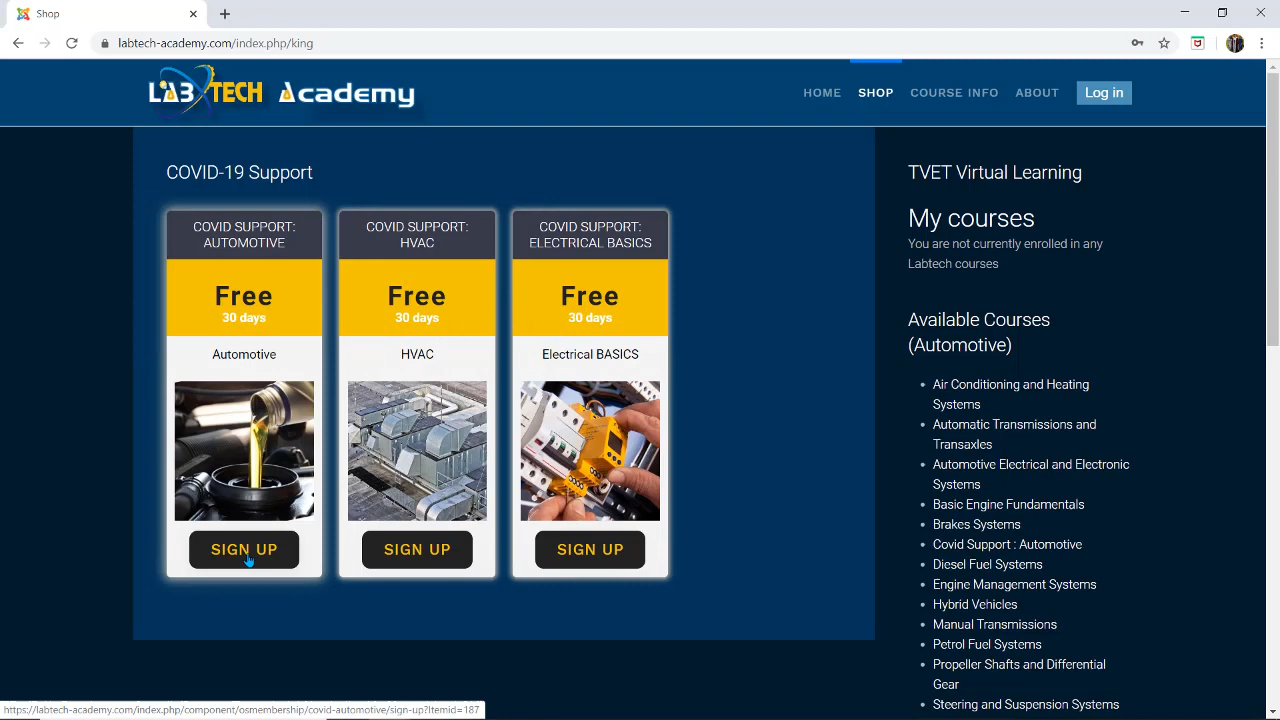 Shop
labtech-academy.com/index.php/king
LABXTECH Academy
HOME SHOP COURSE INFO ABOUT Log in
COVID-19 Support
COVID SUPPORT:
AUTOMOTIVE
Free
30 days
Automotive
SIGN UP
COVID SUPPORT:
HVAC
Free
30 days
HVAC
SIGN UP
COVID SUPPORT:
ELECTRICAL BASICS
Free
30 days
Electrical BASICS
SIGN UP
TVET Virtual Learning
My courses
You are not currently enrolled in any
Labtech courses
Available Courses
(Automotive)
Air Conditioning and Heating
Systems
Automatic Transmissions and
Transaxles
Automotive Electrical and Electronic
Systems
Basic Engine Fundamentals
Brakes Systems
Covid Support : Automotive
Diesel Fuel Systems
Engine Management Systems
Hybrid Vehicles
Manual Transmissions
Petrol Fuel Systems
Propeller Shafts and Differential
Gear
Steering and Suspension Systems
https://labtech-academy.com/index.php/component/osmembership/covid-automotive/sign-up?Itemid=187